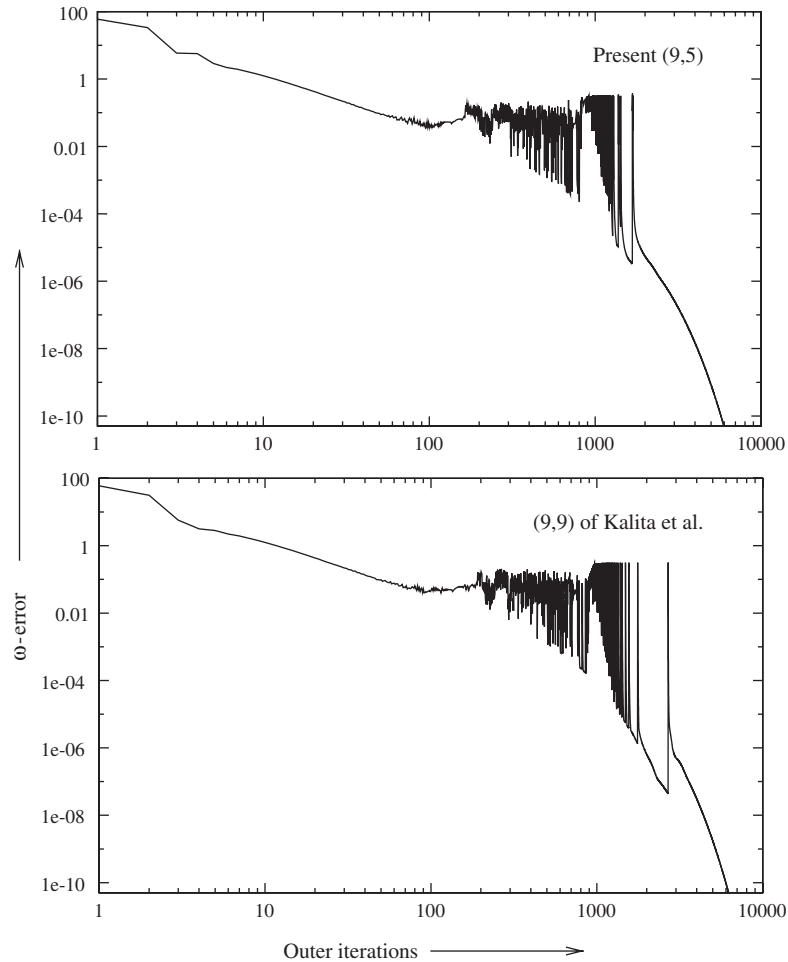 100
1
0.01
1e-04
1e-06
1e-08
1e-10
Present (9,5)
1 10 100 1000 10000
100
1
0.01
1e-04
1e-06
1e-08
1e-10
(9,9) of Kalita et al.
1 10 100 1000 10000
ω-error
Outer iterations